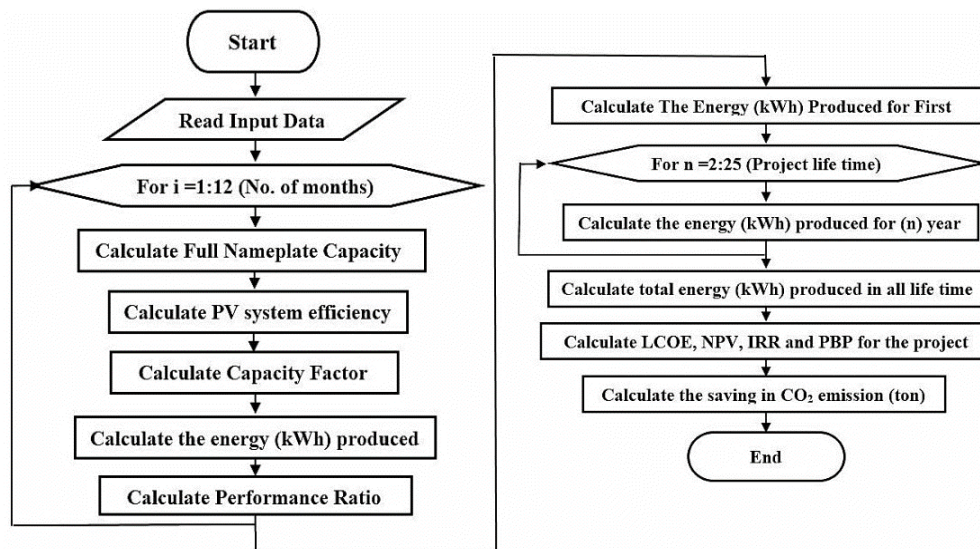 Start
Read Input Data
For i =1:12 (No. of months)
Calculate Full Nameplate Capacity
Calculate PV system efficiency
Calculate Capacity Factor
Calculate the energy (kWh) produced
Calculate Performance Ratio
Calculate The Energy (kWh) Produced for First
For n =2:25 (Project life time)
Calculate the energy (kWh) produced for (n) year
Calculate total energy (kWh) produced in all life time
Calculate LCOE, NPV, IRR and PBP for the project
Calculate the saving in CO₂ emission (ton)
End